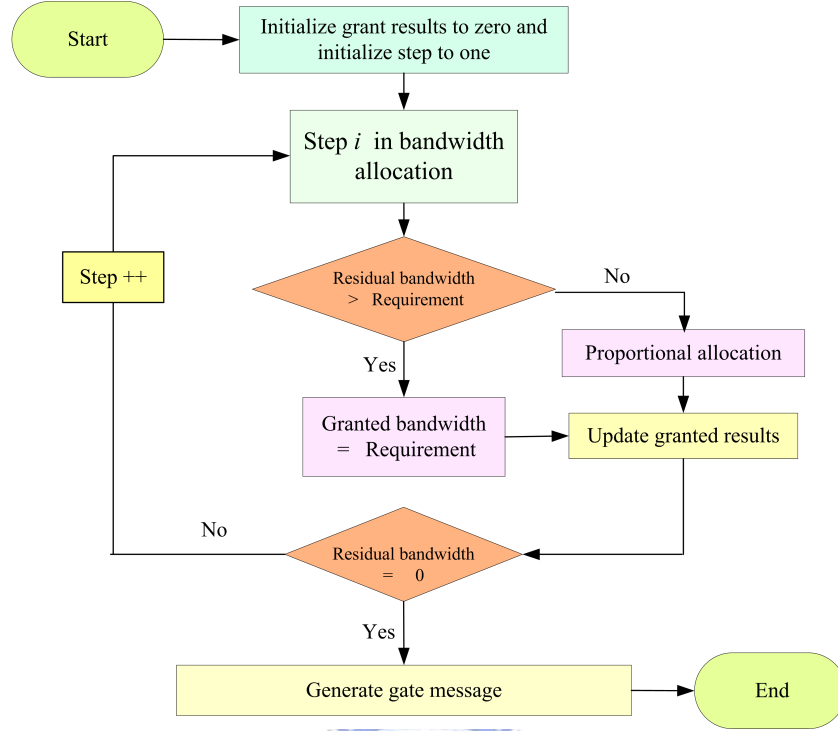 Start
Initialize grant results to zero and
initialize step to one
Step i in bandwidth
allocation
Step ++
Residual bandwidth
> Requirement
No
Yes
Proportional allocation
Granted bandwidth
= Requirement
Update granted results
No
Residual bandwidth
= 0
Yes
Generate gate message
End